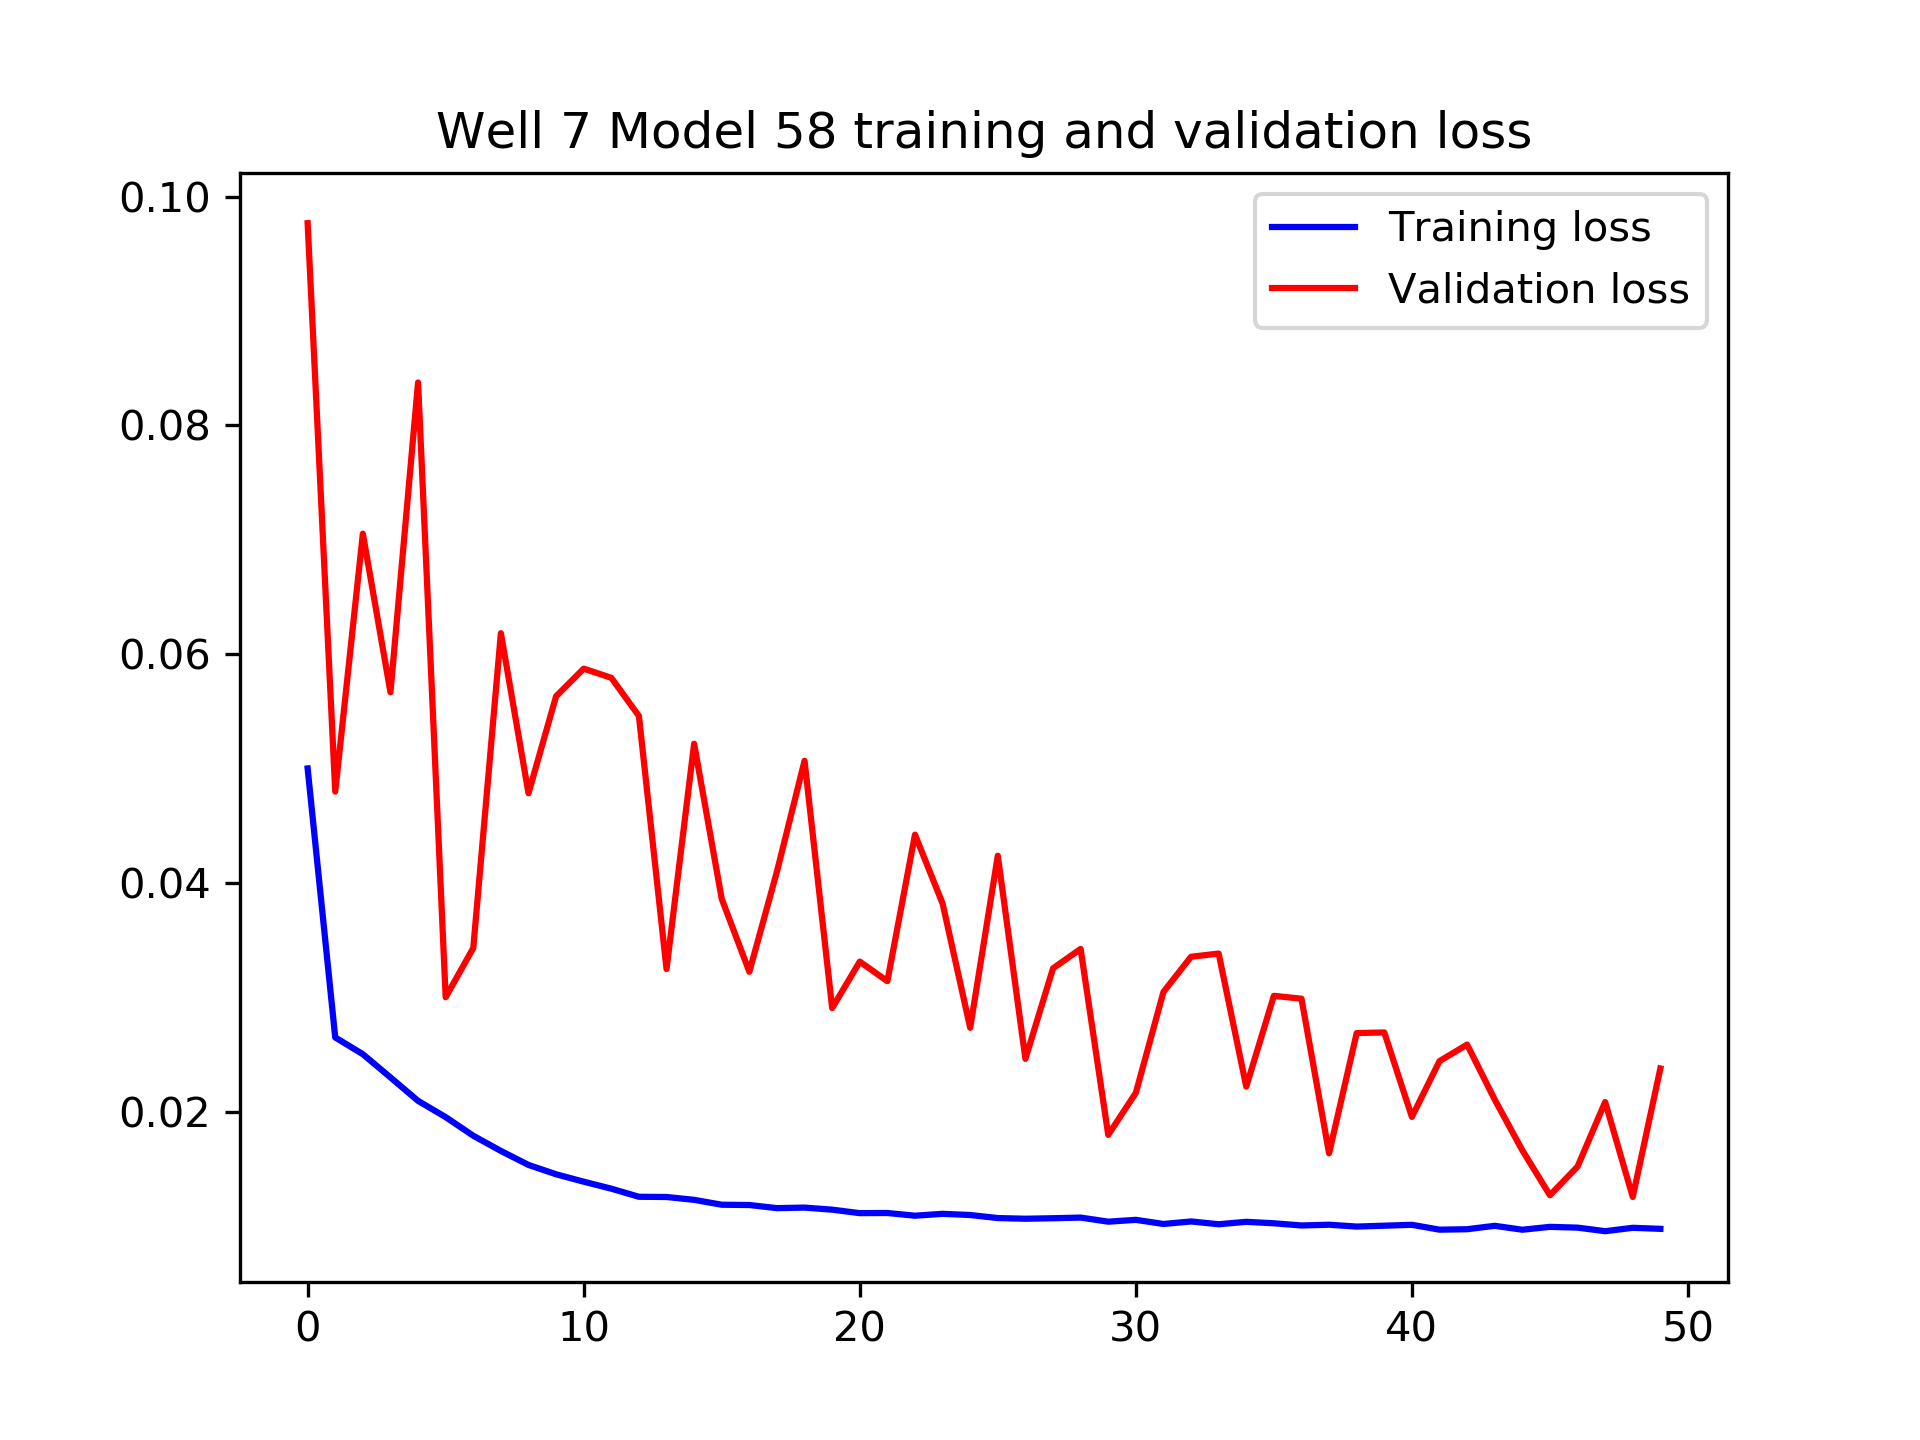 Well 7 Model 58 training and validation loss
0.10
0.08
0.06
0.04
0.02
Training loss
Validation loss
0 10 20 30 40 50